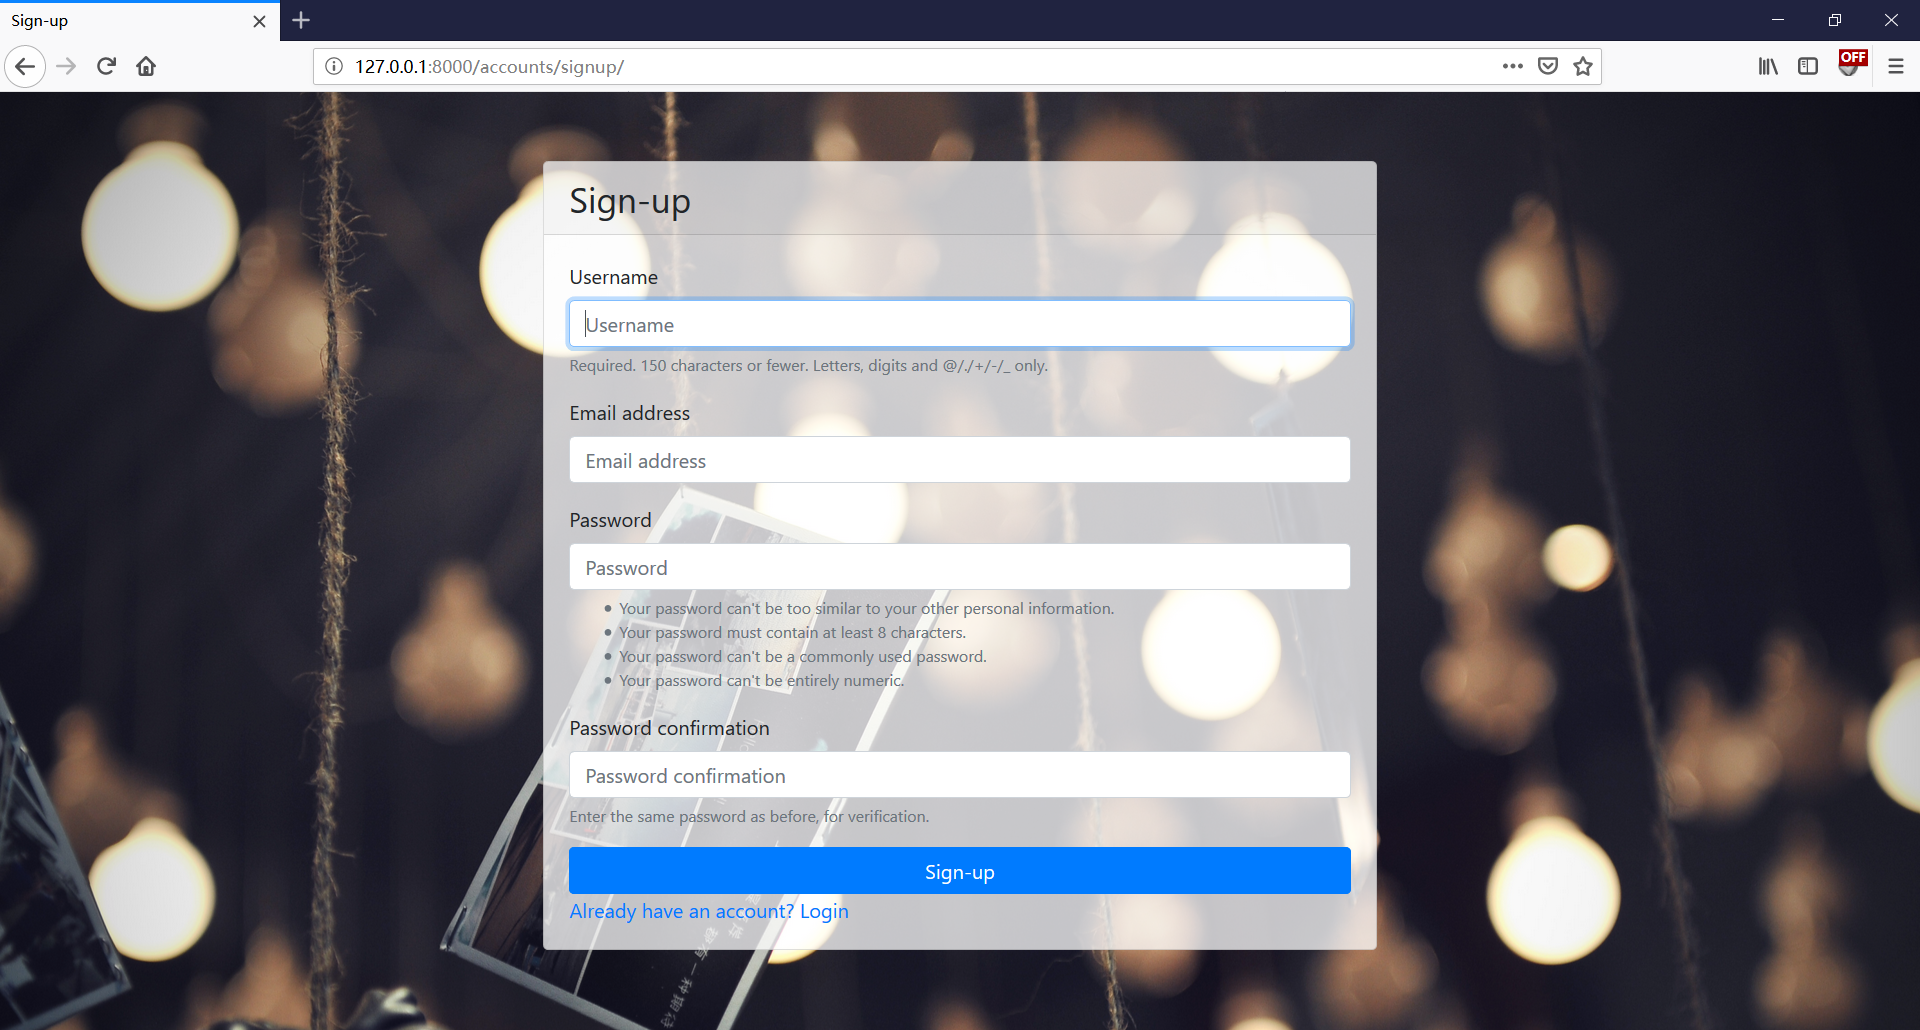 Sign-up
127.0.0.1:8000/accounts/signup/
OFF
Sign-up
Username
Username
Required. 150 characters or fewer. Letters, digits and @/./+/-/_ only.
Email address
Email address
Password
Password
Your password can't be too similar to your other personal information.
Your password must contain at least 8 characters.
Your password can't be a commonly used password.
Your password can't be entirely numeric.
Password confirmation
Password confirmation
Enter the same password as before, for verification.
Sign-up
Already have an account? Login